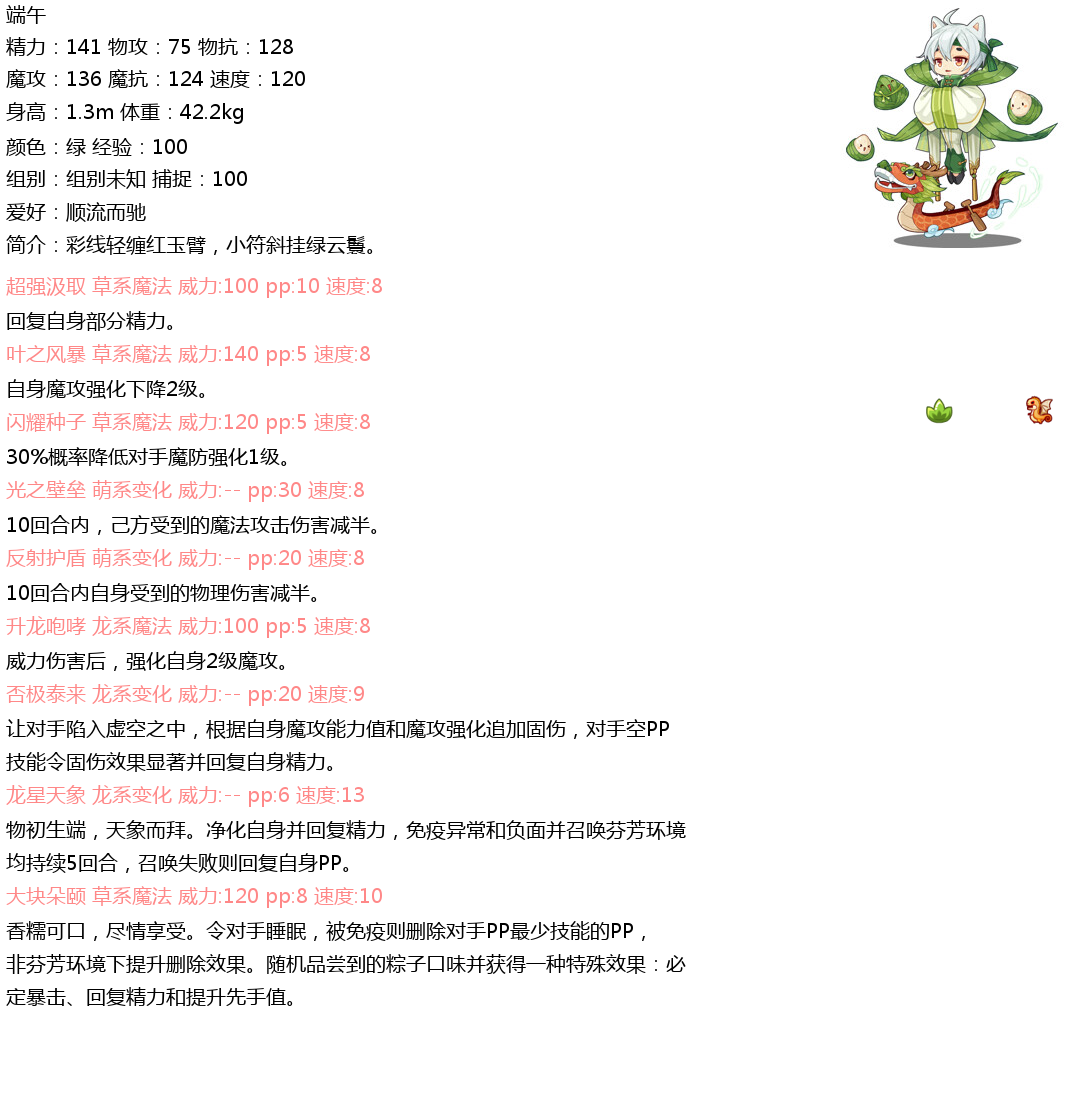 端午
精力：141 物攻：75 物抗：128
魔攻：136 魔抗：124 速度：120
身高：1.3m 体重：42.2kg
颜色：绿 经验：100
组别：组别未知 捕捉：100
爱好：顺流而驰
简介：彩线轻缠红玉臂，小符斜挂绿云鬟。
超强汲取 草系魔法 威力:100 pp:10 速度:8
回复自身部分精力。
叶之风暴 草系魔法 威力:140 pp:5 速度:8
自身魔攻强化下降2级。
闪耀种子 草系魔法 威力:120 pp:5 速度:8
30%概率降低对手魔防强化1级。
光之壁垒 萌系变化 威力:-- pp:30 速度:8
10回合内，己方受到的魔法攻击伤害减半。
反射护盾 萌系变化 威力:-- pp:20 速度:8
10回合内自身受到的物理伤害减半。
升龙咆哮 龙系魔法 威力:100 pp:5 速度:8
威力伤害后，强化自身2级魔攻。
否极泰来 龙系变化 威力:-- pp:20 速度:9
让对手陷入虚空之中，根据自身魔攻能力值和魔攻强化追加固伤，对手空PP
技能令固伤效果显著并回复自身精力。
龙星天象 龙系变化 威力:-- pp:6 速度:13
物初生端，天象而拜。净化自身并回复精力，免疫异常和负面并召唤芬芳环境
均持续5回合，召唤失败则回复自身PP。
大块朵颐 草系魔法 威力:120 pp:8 速度:10
香糯可口，尽情享受。令对手睡眠，被免疫则删除对手PP最少技能的PP，
非芬芳环境下提升删除效果。随机品尝到的粽子口味并获得一种特殊效果：必
定暴击、回复精力和提升先手值。